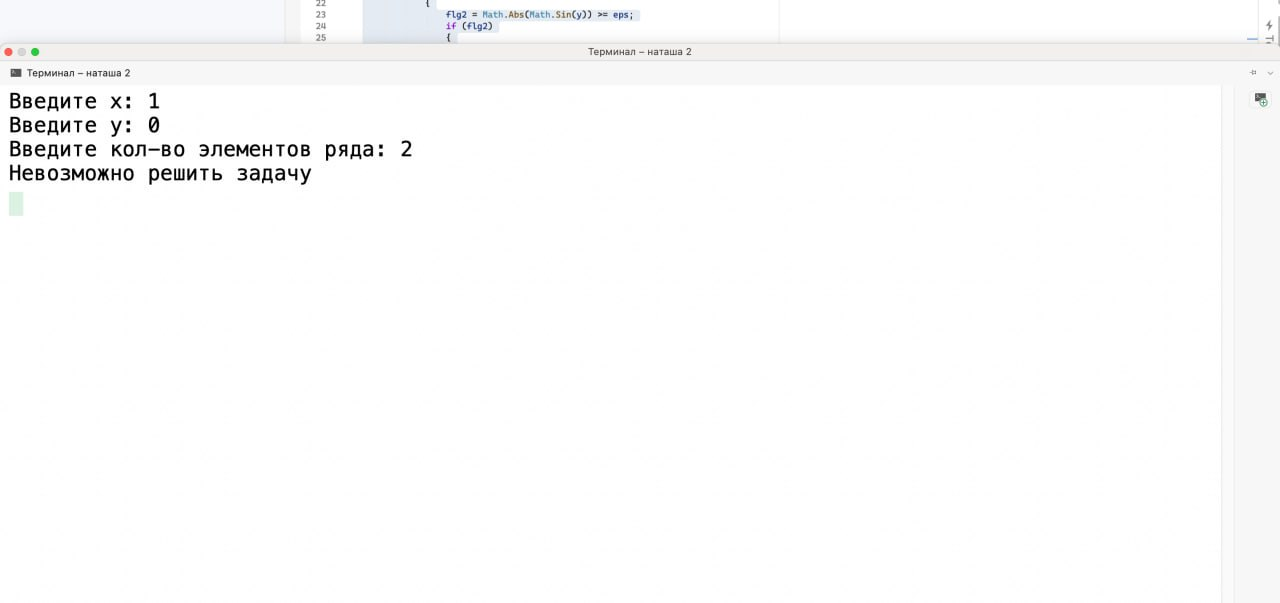 22 {
23 flg2 = Math.Abs(Math.Sin(y)) >= eps;
24 if (flg2)
25 {
Терминал – наташа 2
Терминал – наташа 2
Введите x: 1
Введите y: 0
Введите кол-во элементов ряда: 2
Невозможно решить задачу